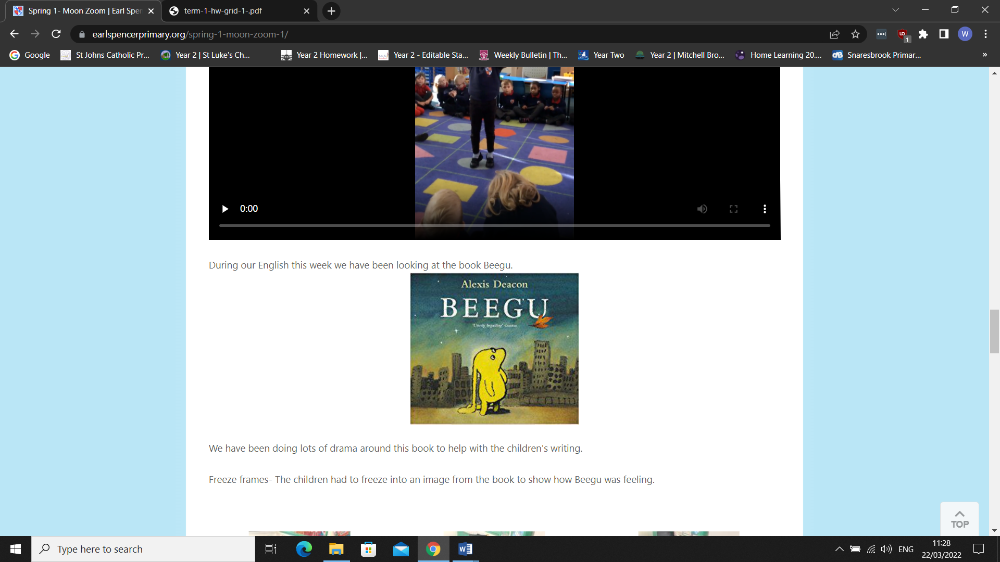 Spring 1- Moon Zoom | Earl Spen
term-1-hw-grid-1-.pdf
earlspencerprimary.org/spring-1-moon-zoom-1/
1
W
Google
St Johns Catholic Pr...
Year 2 | St Luke's Ch...
Year 2 Homework |...
Year 2 - Editable Sta...
Weekly Bulletin | Th...
Year Two
Year 2 | Mitchell Bro...
Home Learning 20....
Snaresbrook Primar...
»
0:00
During our English this week we have been looking at the book Beegu.
Alexis Deacon
BEEGU
'Utterly beguiling' Guardian
We have been doing lots of drama around this book to help with the children's writing.
Freeze frames- The children had to freeze into an image from the book to show how Beegu was feeling.
TOP
Type here to search
ENG
11:28
22/03/2022